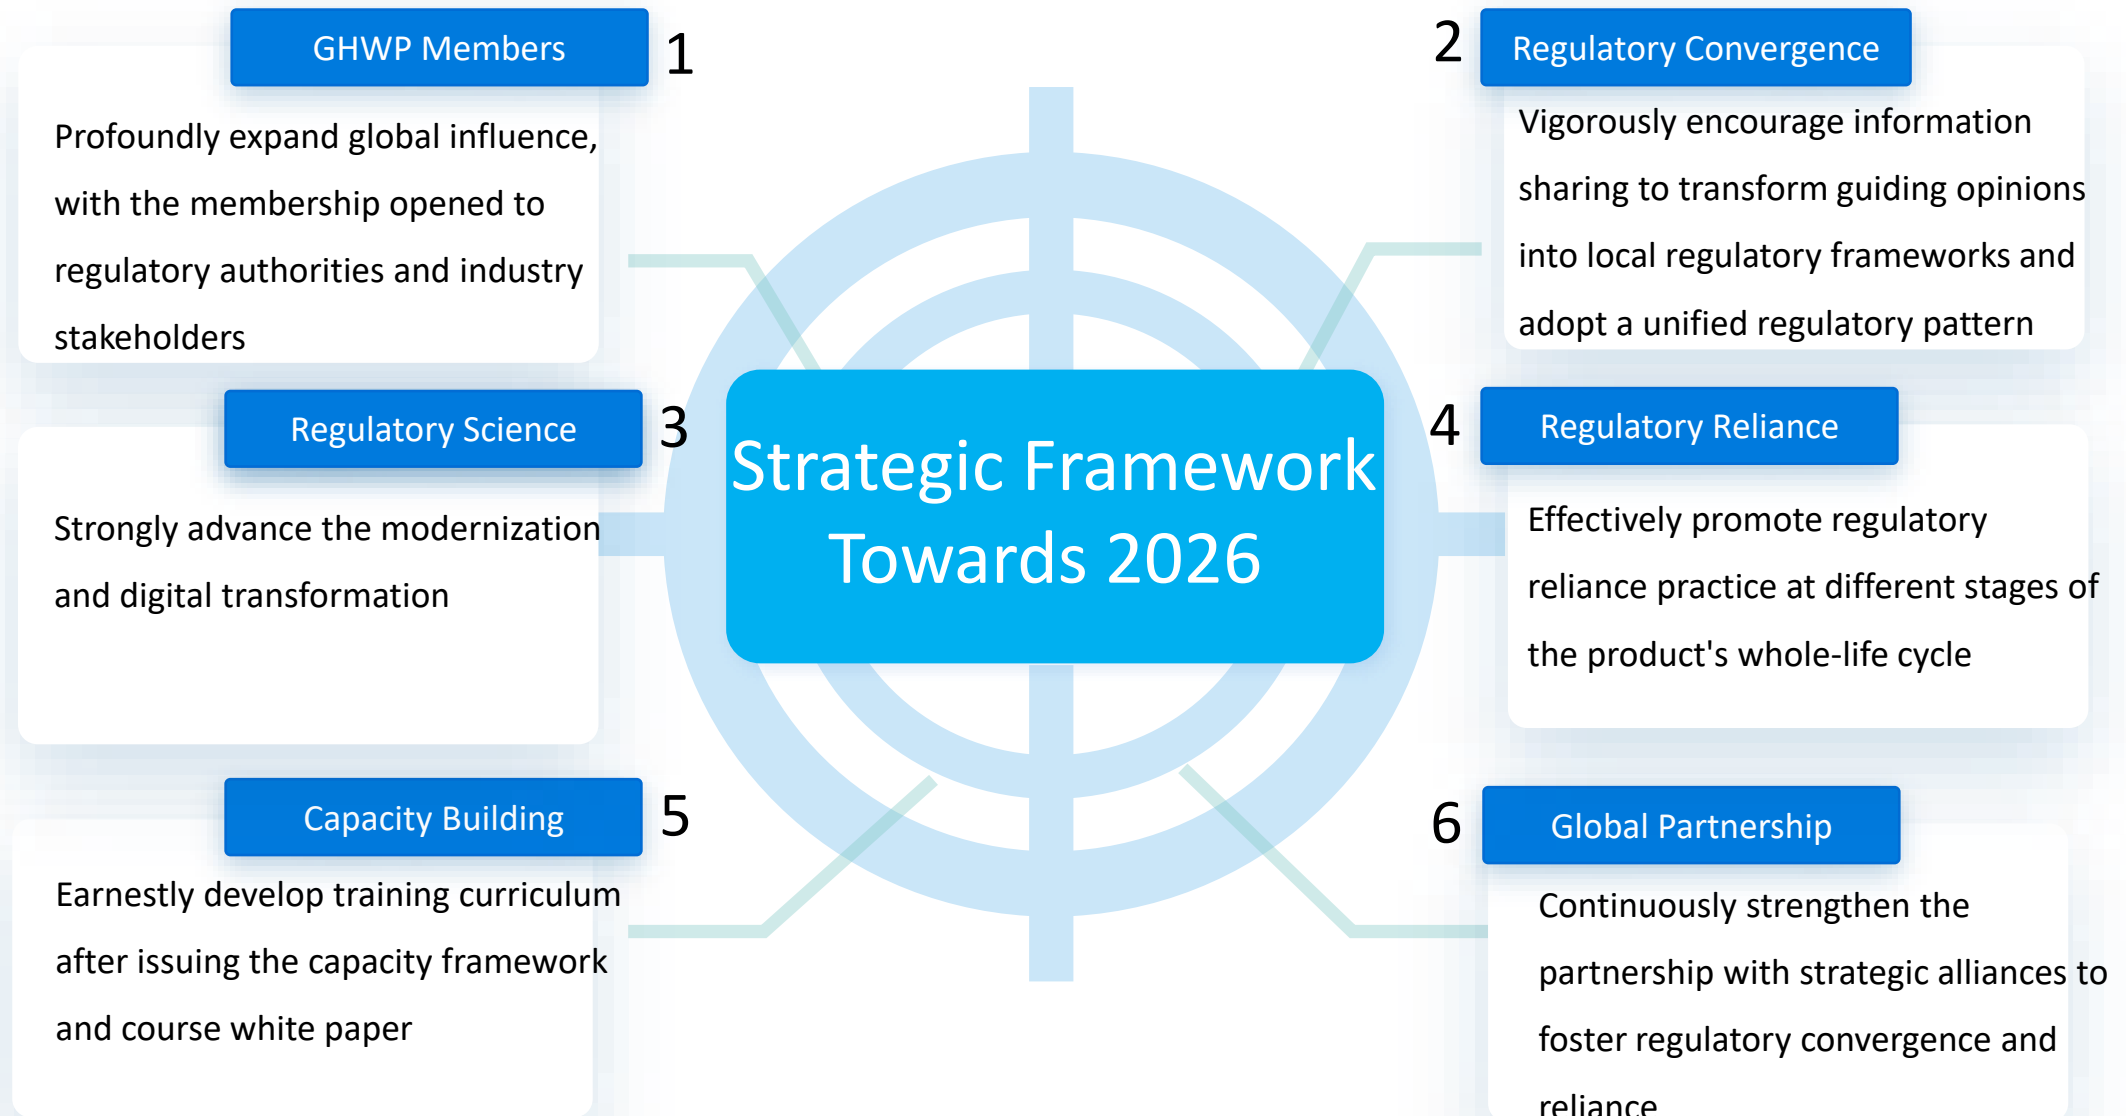 GHWP Members
1
Profoundly expand global influence,
with the membership opened to
regulatory authorities and industry
stakeholders
2
Regulatory Convergence
Vigorously encourage information
sharing to transform guiding opinions
into local regulatory frameworks and
adopt a unified regulatory pattern
Strategic Framework
Towards 2026
Regulatory Science
3
Strongly advance the modernization
and digital transformation
4
Regulatory Reliance
Effectively promote regulatory
reliance practice at different stages of
the product's whole-life cycle
Capacity Building
5
Earnestly develop training curriculum
after issuing the capacity framework
and course white paper
6
Global Partnership
Continuously strengthen the
partnership with strategic alliances to
foster regulatory convergence and
reliance